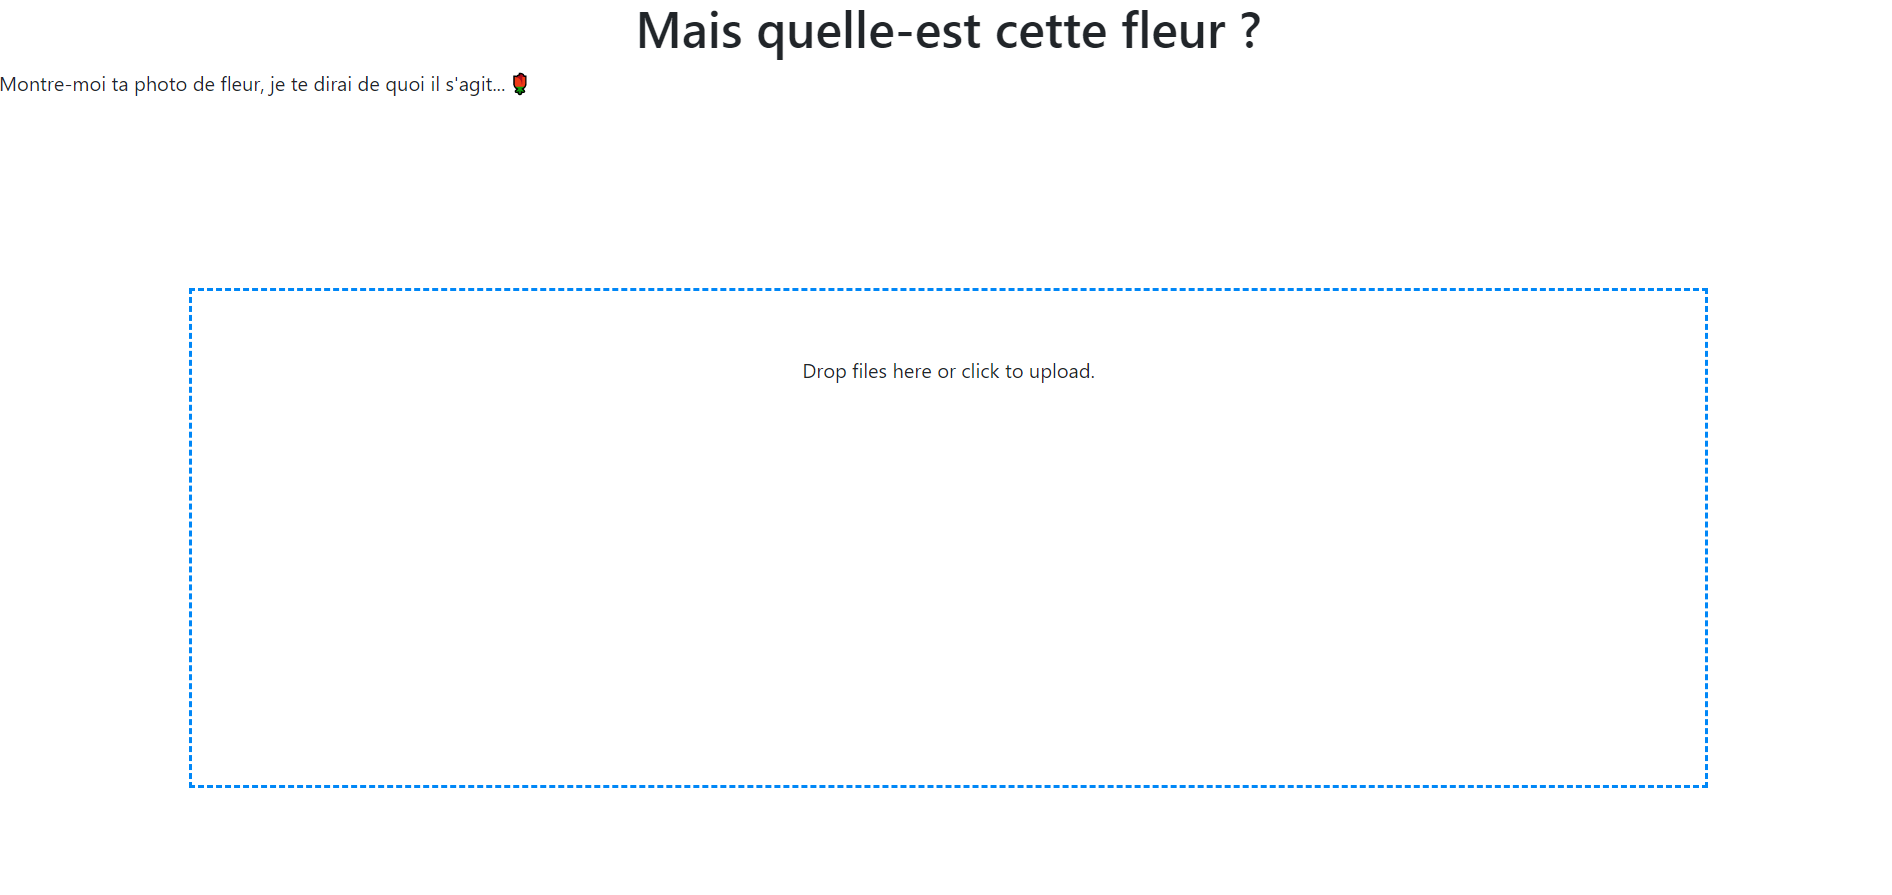 Mais quelle-est cette fleur ?
Montre-moi ta photo de fleur, je te dirai de quoi il s'agit... 🌹
Drop files here or click to upload.